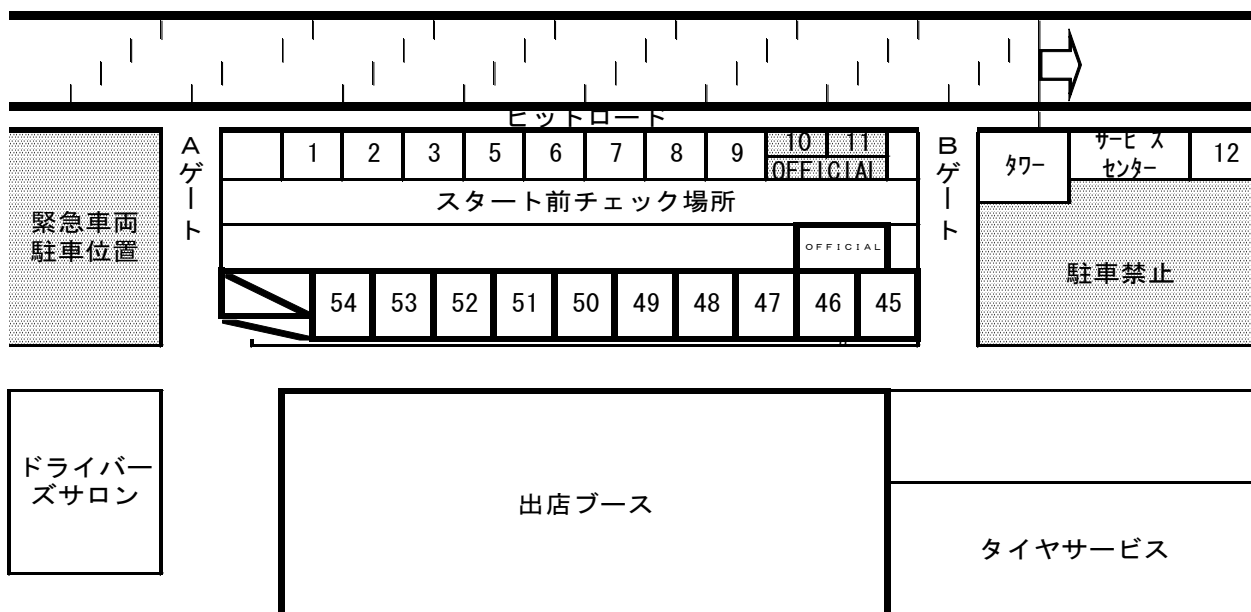 ピットロード
Aゲート
1 2 3 5 6 7 8 9 10 11
OFFICIAL
Bゲート
タワー
サービス
センター
12
スタート前チェック場所
緊急車両
駐車位置
OFFICIAL
駐車禁止
54 53 52 51 50 49 48 47 46 45
ドライバー
ズサロン
出店ブース
タイヤサービス